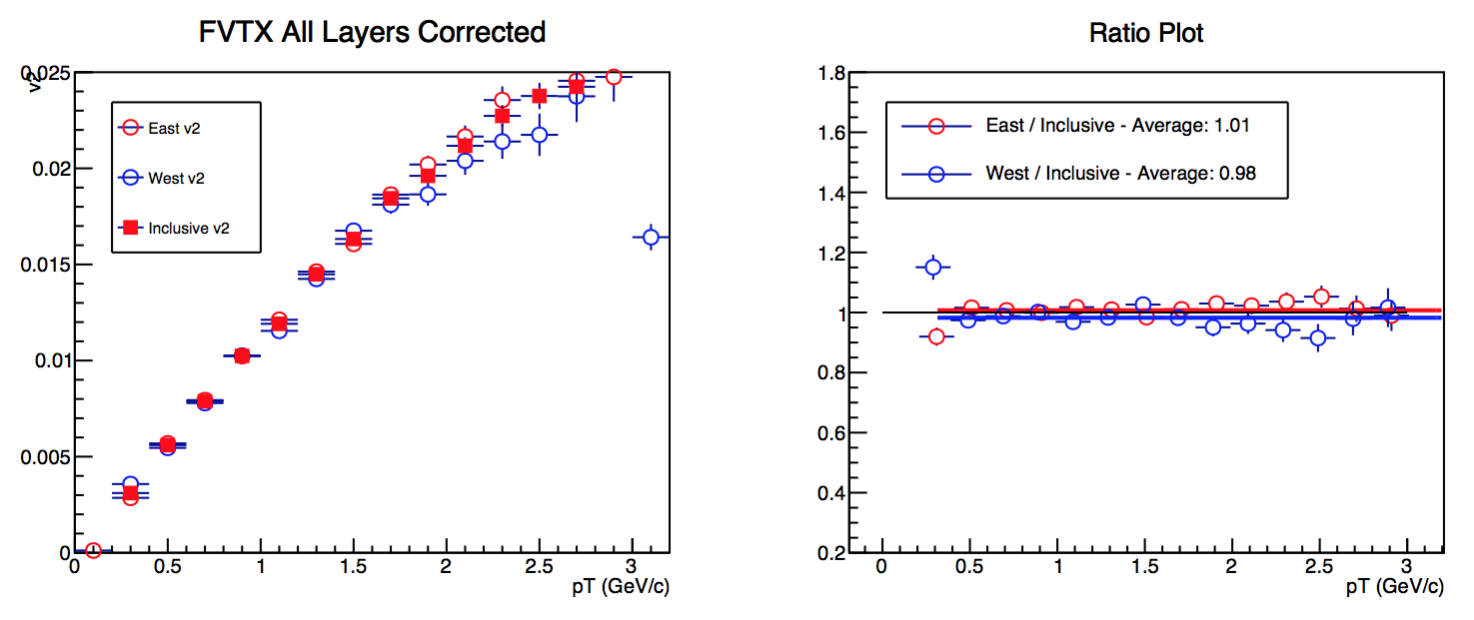 FVTX All Layers Corrected
v2
0.025
0.02
0.015
0.01
0.005
0
East v2
West v2
Inclusive v2
0 0.5 1 1.5 2 2.5 3
pT (GeV/c)
Ratio Plot
1.8
1.6
1.4
1.2
1
0.8
0.6
0.4
0.2
East / Inclusive - Average: 1.01
West / Inclusive - Average: 0.98
0 0.5 1 1.5 2 2.5 3
pT (GeV/c)